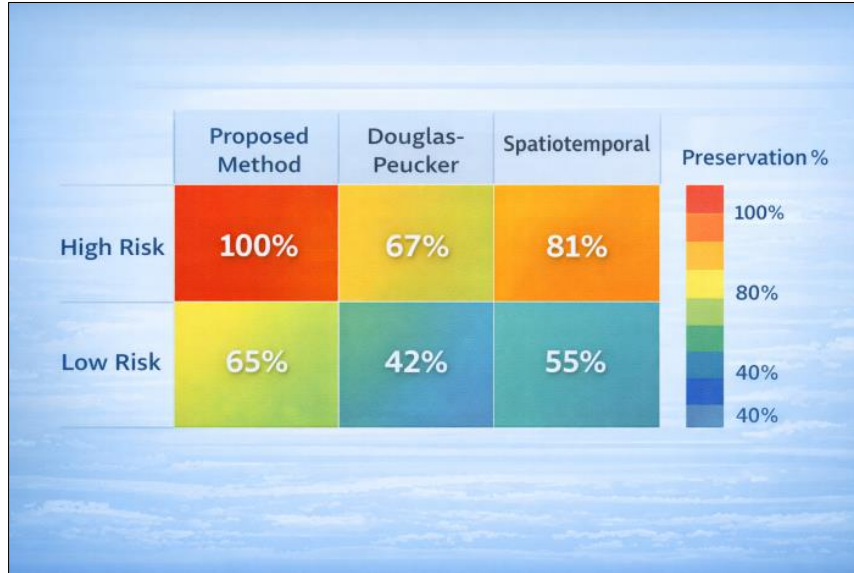 Proposed
Method
Douglas-
Peucker
Spatiotemporal
Preservation %
High Risk
100%
67%
81%
100%
80%
Low Risk
65%
42%
55%
40%
40%